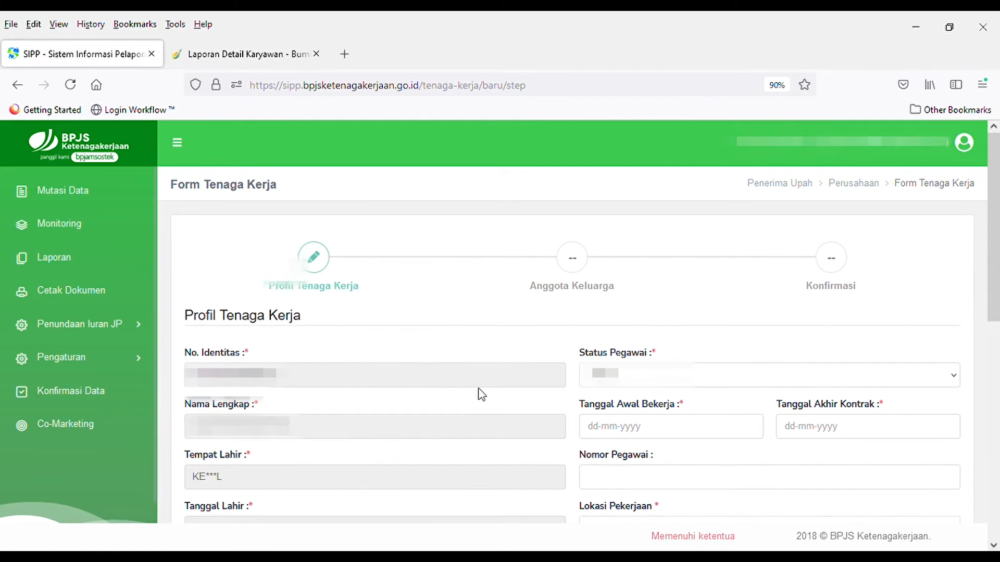 File Edit View History Bookmarks Tools Help
SIPP - Sistem Informasi Pelapor
Laporan Detail Karyawan - Bum
https://sipp.bpjsketenagakerjaan.go.id/tenaga-kerja/baru/step
90%
Getting Started
Login Workflow ™
Other Bookmarks
BPJS
Ketenagakerjaan
panggil kami bpjamsostek
Form Tenaga Kerja
Penerima Upah > Perusahaan > Form Tenaga Kerja
Mutasi Data
Monitoring
Laporan
Cetak Dokumen
Penundaan Iuran JP
Pengaturan
Konfirmasi Data
Co-Marketing
Profil Tenaga Kerja
--
Anggota Keluarga
--
Konfirmasi
Profil Tenaga Kerja
No. Identitas :*
Status Pegawai :*
Nama Lengkap :*
Tanggal Awal Bekerja :*
Tanggal Akhir Kontrak :*
dd-mm-yyyy
dd-mm-yyyy
Tempat Lahir :*
Nomor Pegawai :
KE***L
Tanggal Lahir :*
Lokasi Pekerjaan *
Memenuhi ketentua
2018 © BPJS Ketenagakerjaan.